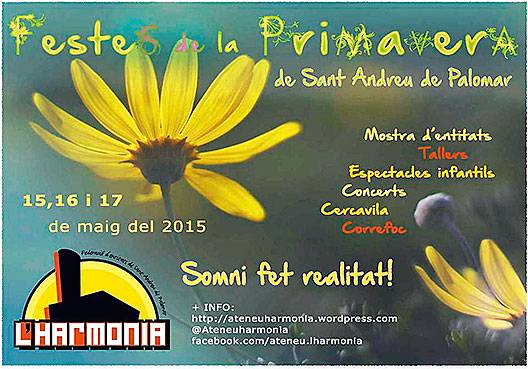 Festes de la Primavera
de Sant Andreu de Palomar
Mostra d'entitats
Tallers
Espectacles infantils
Concerts
Cercavila
Correfoc
15,16 i 17
de maig del 2015
Somni fet realitat!
L'HARMONIA
+ INFO:
http://ateneuharmonia.wordpress.com
@Ateneuharmonia
facebook.com/ateneu.lharmonia